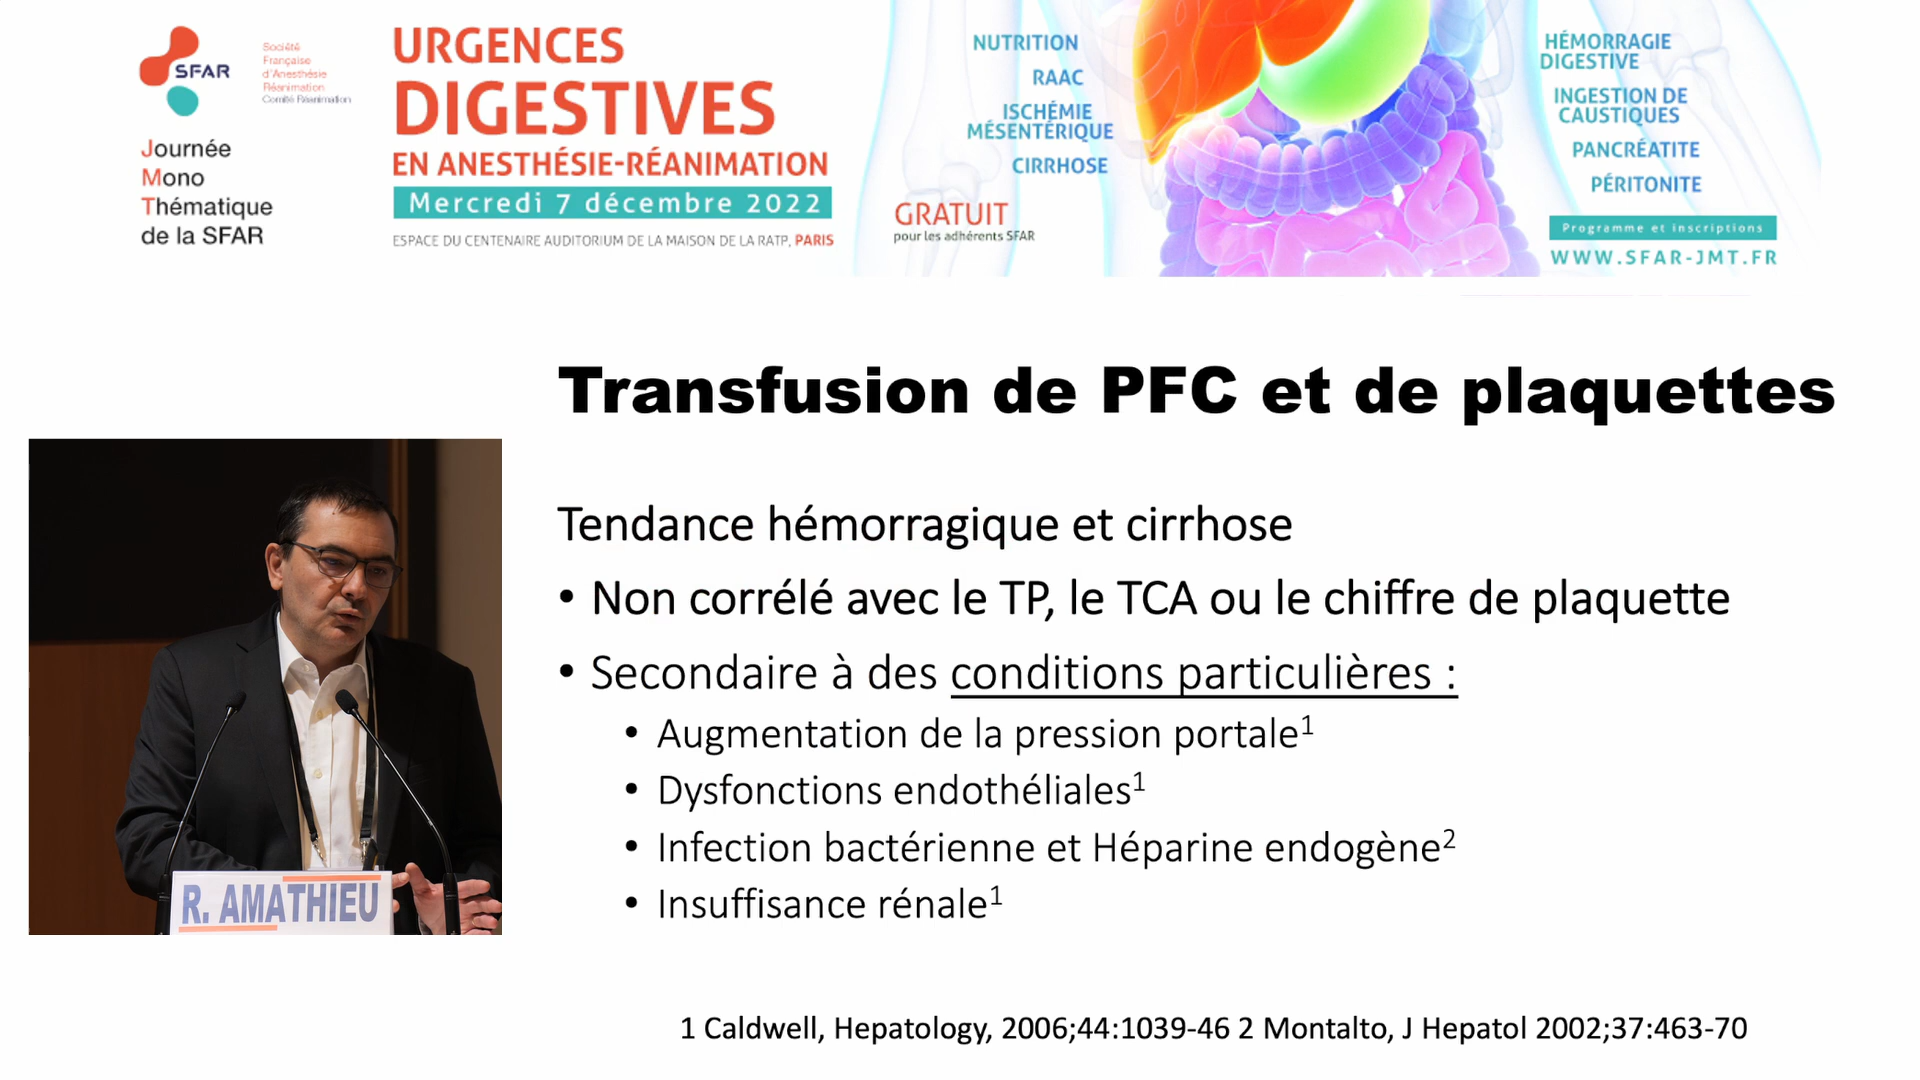 SFAR
Société
Française
d'Anesthésie
Réanimation
Comité Réanimation
Journée
Mono
Thématique
de la SFAR
URGENCES
DIGESTIVES
EN ANESTHÉSIE-RÉANIMATION
Mercredi 7 décembre 2022
ESPACE DU CENTENAIRE AUDITORIUM DE LA MAISON DE LA RATP, PARIS
NUTRITION
RAAC
ISCHÉMIE
MÉSENTÉRIQUE
CIRRHOSE
GRATUIT
pour les adhérents SFAR
HÉMORRAGIE
DIGESTIVE
INGESTION DE
CAUSTIQUES
PANCRÉATITE
PÉRITONITE
Programme et inscriptions
WWW.SFAR-JMT.FR
Transfusion de PFC et de plaquettes
Tendance hémorragique et cirrhose
• Non corrélé avec le TP, le TCA ou le chiffre de plaquette
• Secondaire à des conditions particulières :
• Augmentation de la pression portale¹
• Dysfonctions endothéliales¹
• Infection bactérienne et Héparine endogène²
• Insuffisance rénale¹
R. AMATHIEU
1 Caldwell, Hepatology, 2006;44:1039-46 2 Montalto, J Hepatol 2002;37:463-70